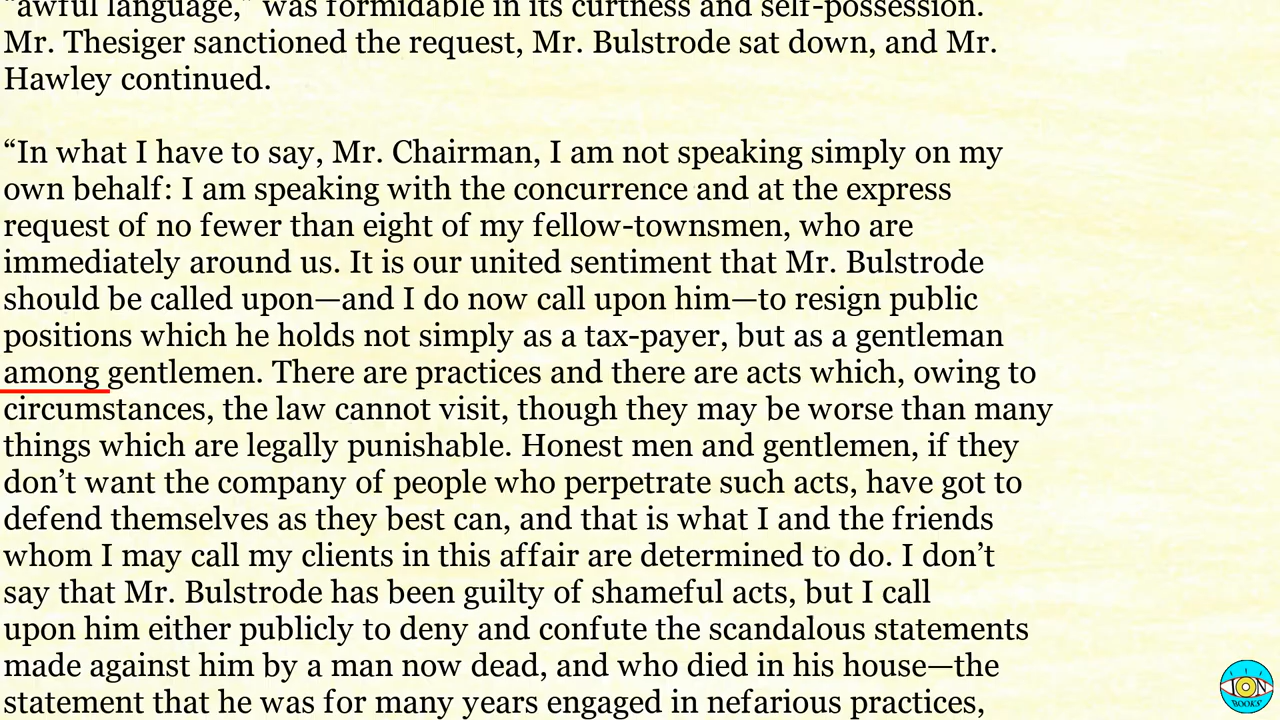 “awful language,” was formidable in its curtness and self-possession.
Mr. Thesiger sanctioned the request, Mr. Bulstrode sat down, and Mr.
Hawley continued.
“In what I have to say, Mr. Chairman, I am not speaking simply on my
own behalf: I am speaking with the concurrence and at the express
request of no fewer than eight of my fellow-townsmen, who are
immediately around us. It is our united sentiment that Mr. Bulstrode
should be called upon—and I do now call upon him—to resign public
positions which he holds not simply as a tax-payer, but as a gentleman
among gentlemen. There are practices and there are acts which, owing to
circumstances, the law cannot visit, though they may be worse than many
things which are legally punishable. Honest men and gentlemen, if they
don’t want the company of people who perpetrate such acts, have got to
defend themselves as they best can, and that is what I and the friends
whom I may call my clients in this affair are determined to do. I don’t
say that Mr. Bulstrode has been guilty of shameful acts, but I call
upon him either publicly to deny and confute the scandalous statements
made against him by a man now dead, and who died in his house—the
statement that he was for many years engaged in nefarious practices,
ION
BOOKS